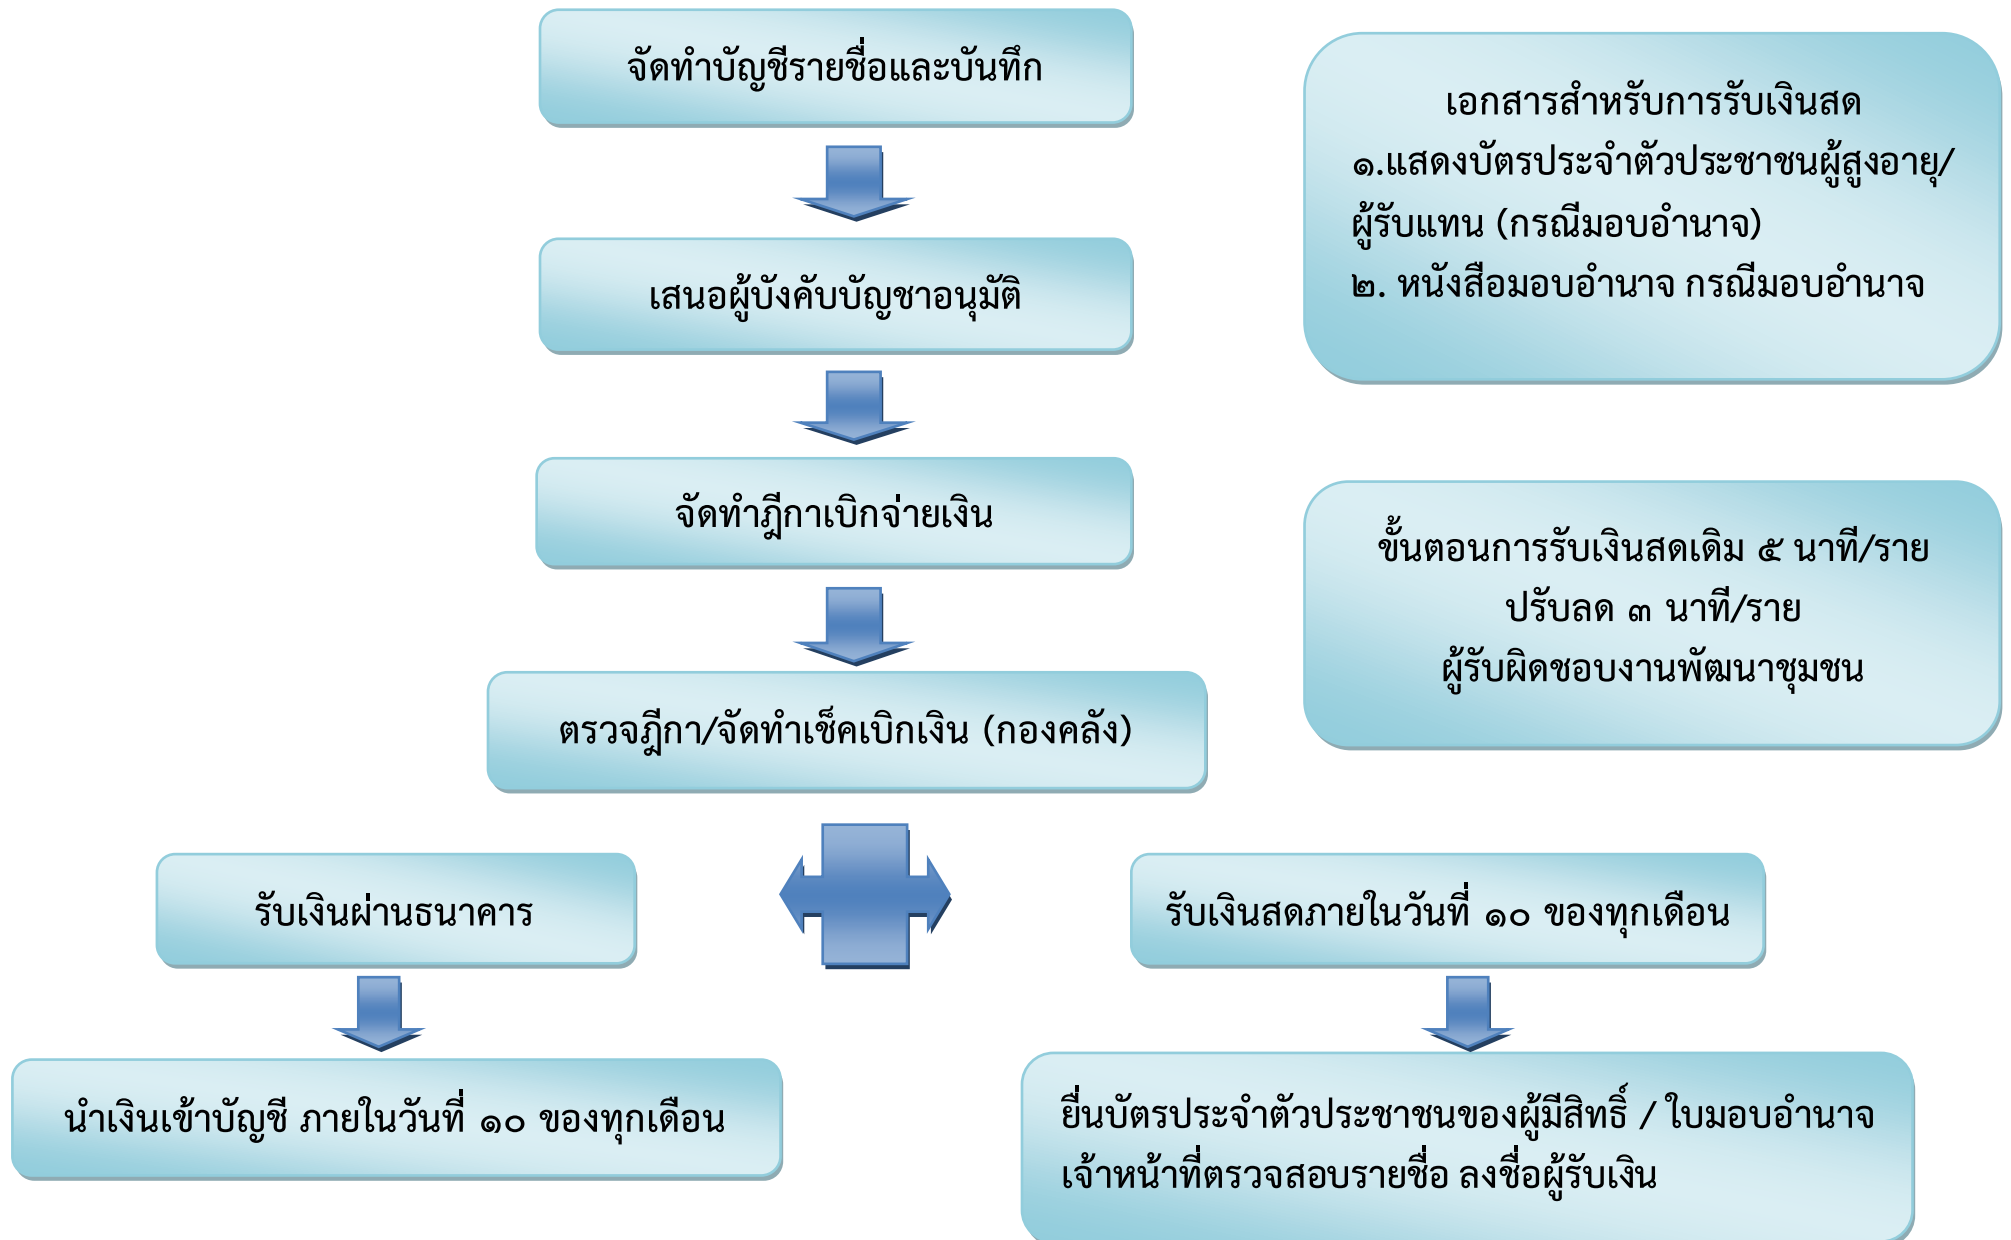 จัดทำบัญชีรายชื่อและบันทึก
เสนอผู้บังคับบัญชาอนุมัติ
จัดทำฎีกาเบิกจ่ายเงิน
ตรวจฎีกา/จัดทำเช็คเบิกเงิน (กองคลัง)
รับเงินผ่านธนาคาร
นำเงินเข้าบัญชี ภายในวันที่ ๑๐ ของทุกเดือน
รับเงินสดภายในวันที่ ๑๐ ของทุกเดือน
ยื่นบัตรประจำตัวประชาชนของผู้มีสิทธิ์ / ใบมอบอำนาจ
เจ้าหน้าที่ตรวจสอบรายชื่อ ลงชื่อผู้รับเงิน
เอกสารสำหรับการรับเงินสด
๑.แสดงบัตรประจำตัวประชาชนผู้สูงอายุ/
ผู้รับแทน (กรณีมอบอำนาจ)
๒. หนังสือมอบอำนาจ กรณีมอบอำนาจ
ขั้นตอนการรับเงินสดเดิม ๕ นาที/ราย
ปรับลด ๓ นาที/ราย
ผู้รับผิดชอบงานพัฒนาชุมชน